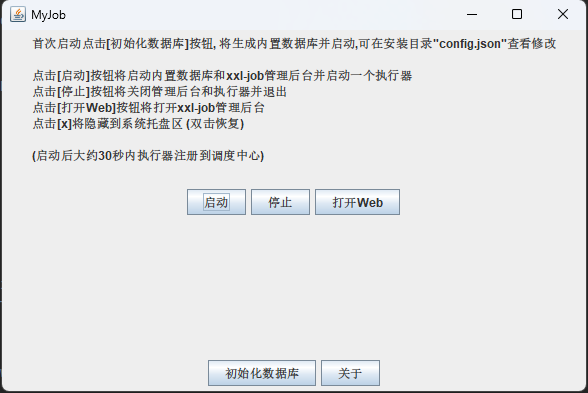 MyJob
首次启动点击[初始化数据库]按钮, 将生成内置数据库并启动,可在安装目录"config.json"查看修改
点击[启动]按钮将启动内置数据库和xxl-job管理后台并启动一个执行器
点击[停止]按钮将关闭管理后台和执行器并退出
点击[打开Web]按钮将打开xxl-job管理后台
点击[x]将隐藏到系统托盘区 (双击恢复)
(启动后大约30秒内执行器注册到调度中心)
启动 停止 打开Web
初始化数据库 关于